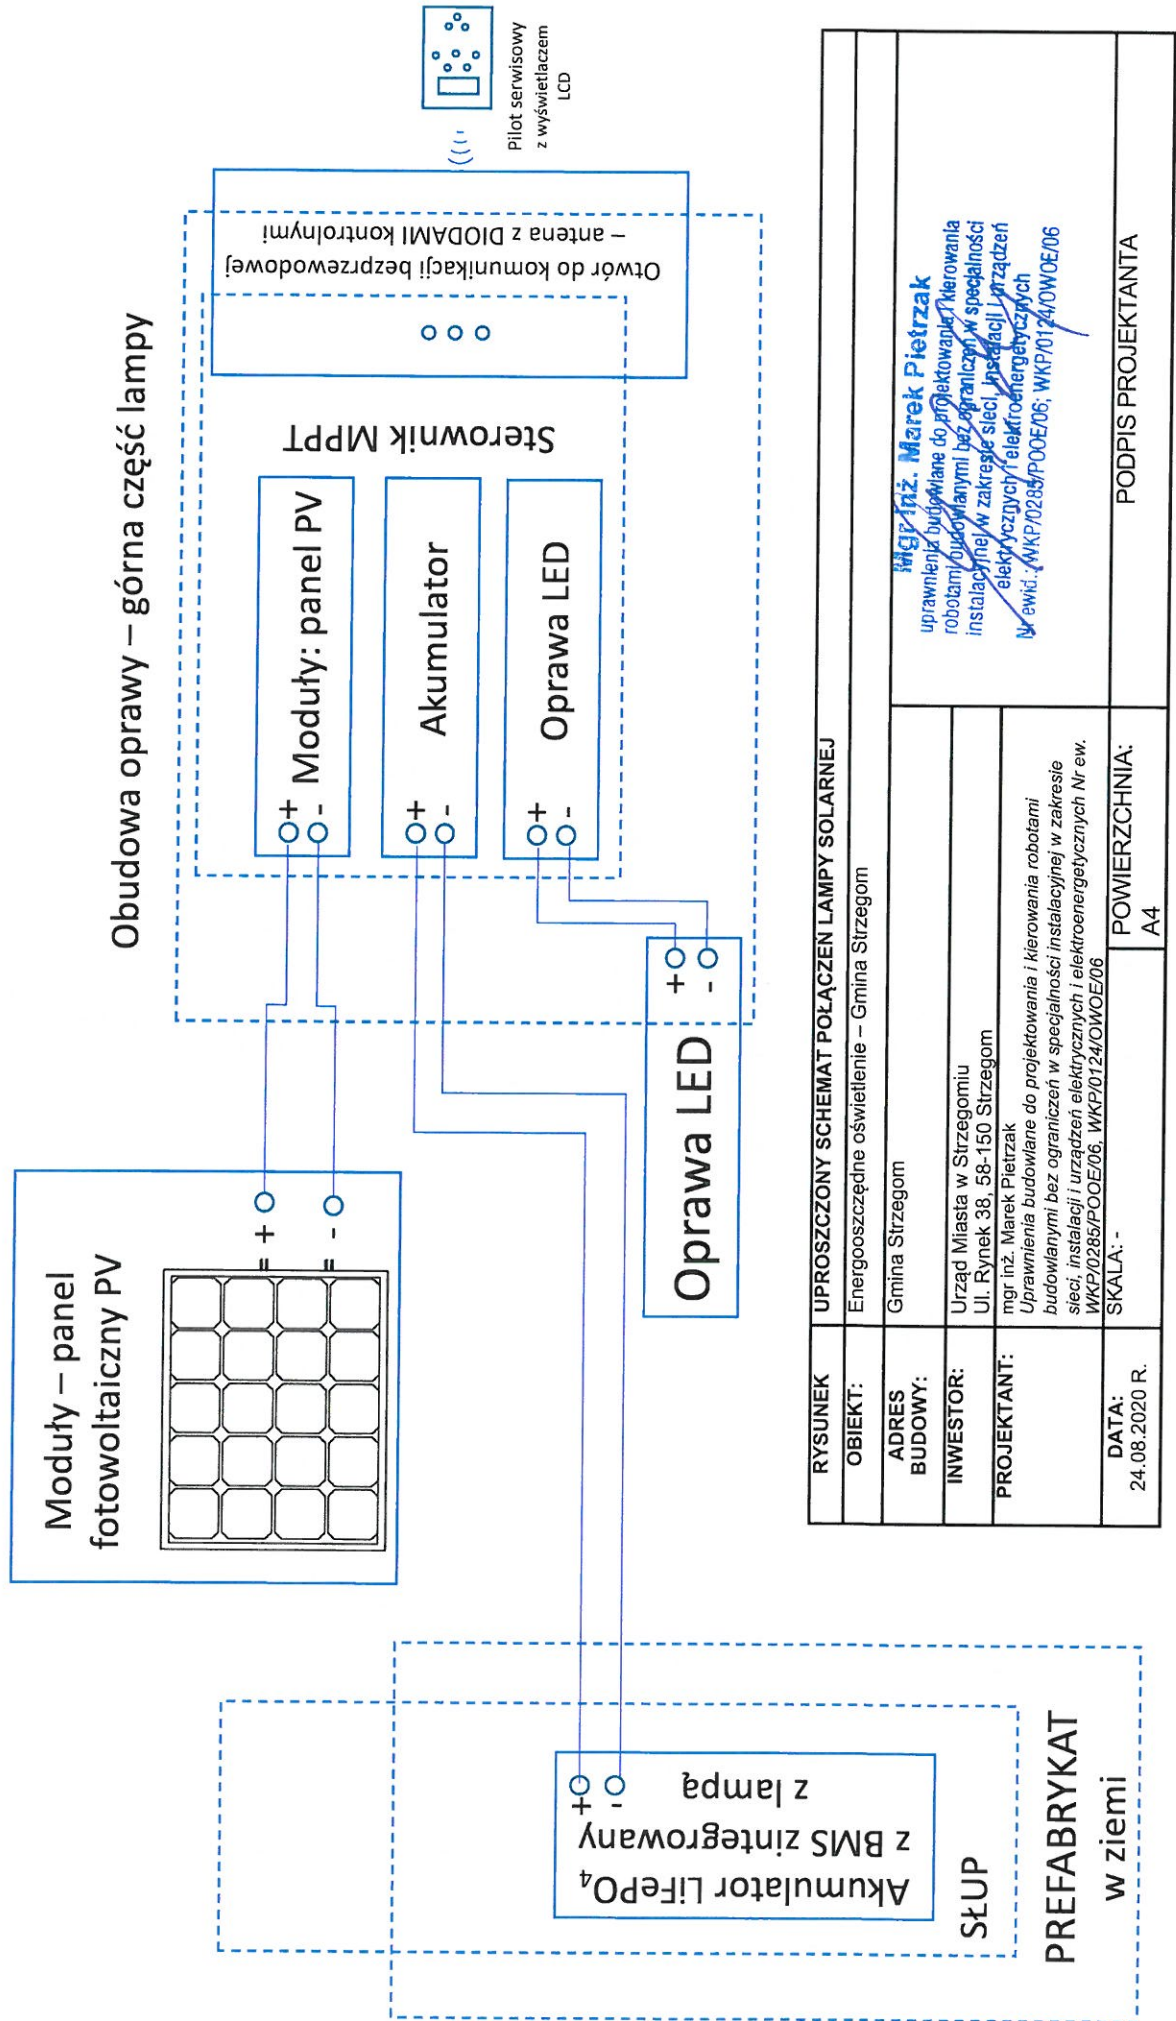 Obudowa oprawy – górna część lampy
Moduły – panel
fotowoltaiczny PV
=
+
=
-
+
-
Moduły: panel PV
+
-
Akumulator
+
-
Oprawa LED
Sterownik MPPT
Otwór do komunikacji bezprzewodowej
– antena z DIODAMI kontrolnymi
Pilot serwisowy
z wyświetlaczem
LCD
Oprawa LED
+
-
+
-
Akumulator LiFePO4
z BMS zintegrowany
z lampą
SŁUP
PREFABRYKAT
w ziemi
RYSUNEK
UPROSZCZONY SCHEMAT POŁĄCZEŃ LAMPY SOLARNEJ
OBIEKT:
Energooszczędne oświetlenie – Gmina Strzegom
ADRES
BUDOWY:
Gmina Strzegom
INWESTOR:
Urząd Miasta w Strzegomiu
Ul. Rynek 38, 58-150 Strzegom
PROJEKTANT:
mgr inż. Marek Pietrzak
Uprawnienia budowlane do projektowania i kierowania robotami
budowlanymi bez ograniczeń w specjalności instalacyjnej w zakresie
sieci, instalacji i urządzeń elektrycznych i elektroenergetycznych Nr ew.
WKP/0285/POOE/06, WKP/0124/OWOE/06
Mgr inż. Marek Pietrzak
uprawnienia budowlane do projektowania i kierowania
robotami budowlanymi bez ograniczeń w specjalności
instalacyjnej w zakresie sieci, instalacji i urządzeń
elektrycznych i elektroenergetycznych
Nr ewid.: WKP/0285/POOE/06; WKP/0124/OWOE/06
DATA:
24.08.2020 R.
SKALA: -
POWIERZCHNIA:
A4
PODPIS PROJEKTANTA